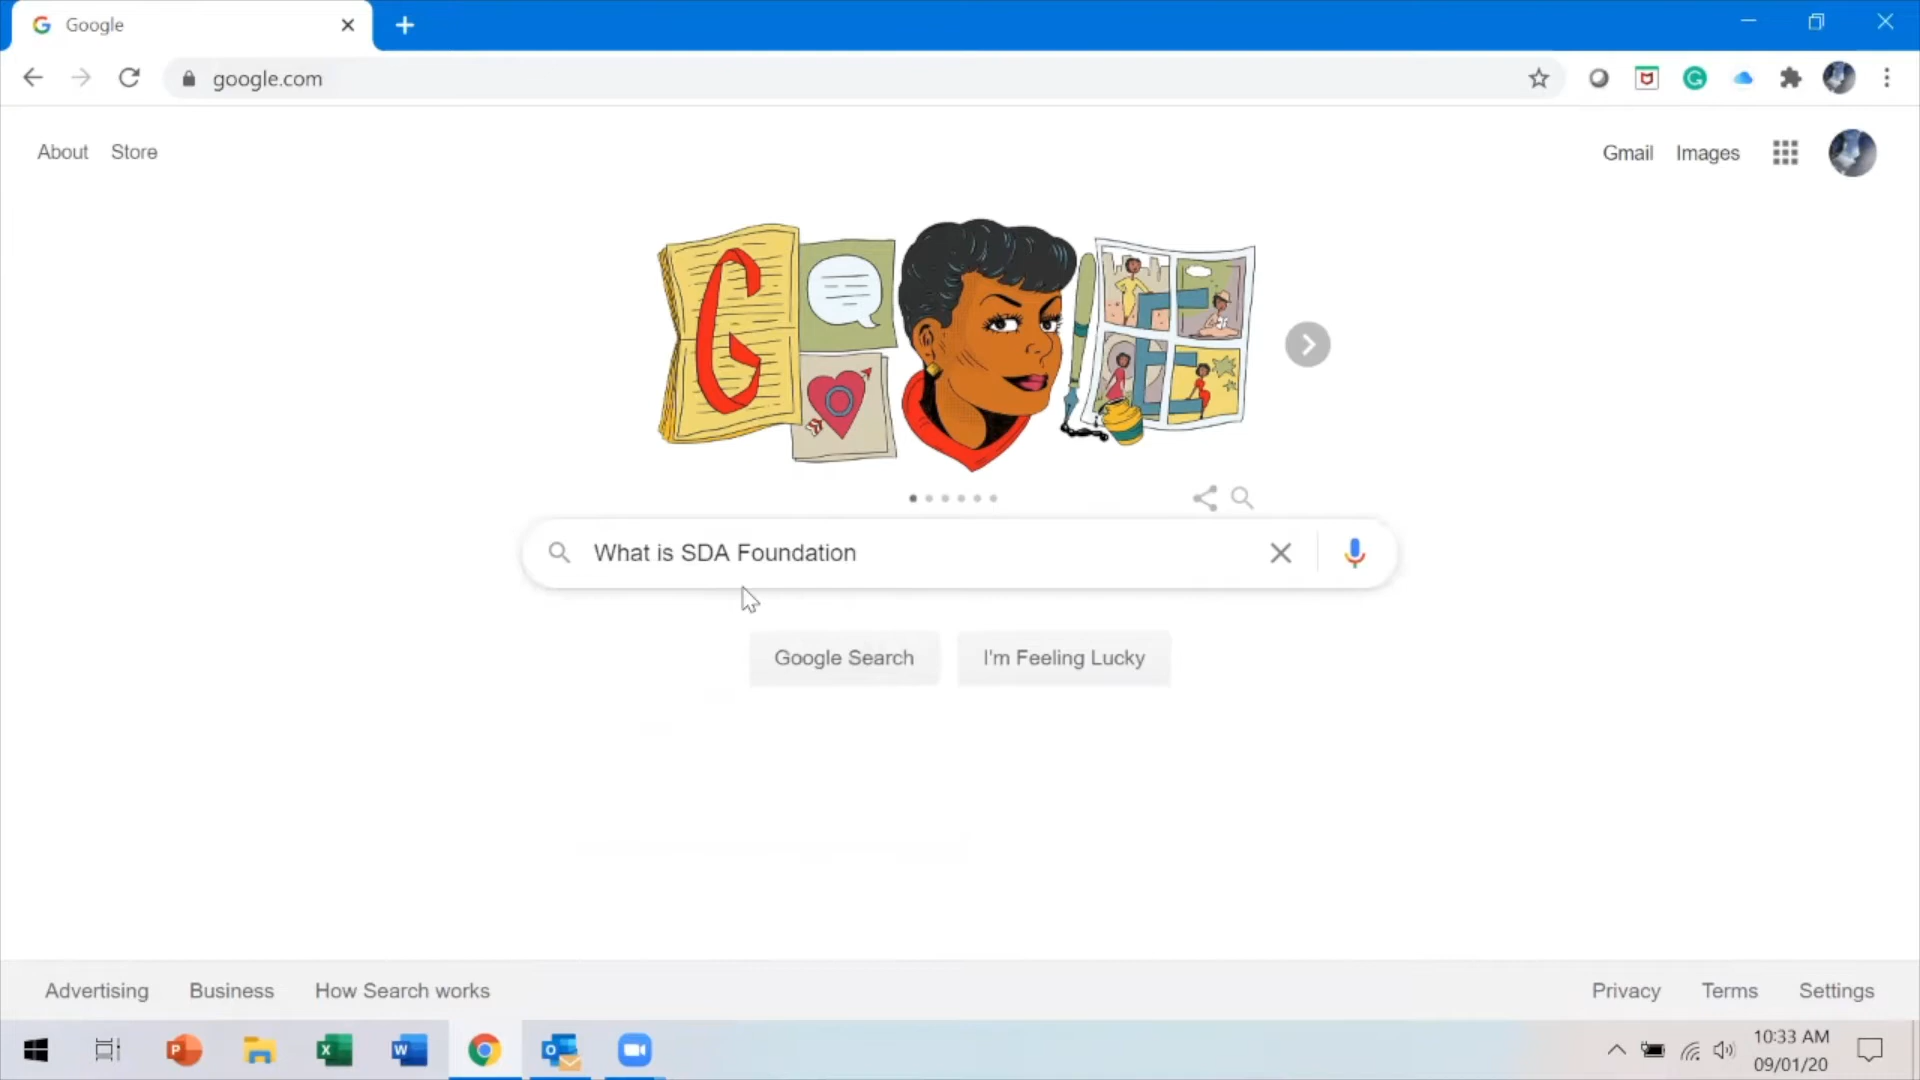 Google
google.com
About Store
Gmail Images
What is SDA Foundation
Google Search I'm Feeling Lucky
Advertising Business How Search works
Privacy Terms Settings
10:33 AM
09/01/20